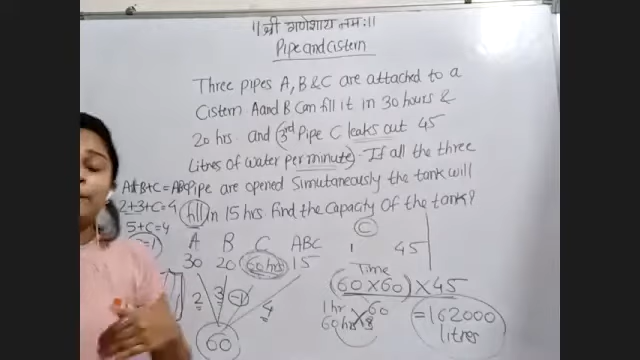 ॥श्री गणेशाय नमः॥
Pipe and cistern
Three pipes A, B & C are attached to a
Cistern A and B Can fill it in 30 hours &
20 hrs and (3rd Pipe C leaks out 45
Litres of water per minute) - If all the three
Pipe are opened Simutaneously the tank will
fill in 15 hrs find the Capacity of the tank?
A+B+C = ABC
2+3+C=4
5+C=4
=1
A B C ABC
30 20 60 hrs 15
2 3 -1 4
60
C
1 45
Time
(60×60) × 45
1 hr 60
60 hrs
=162000
litres